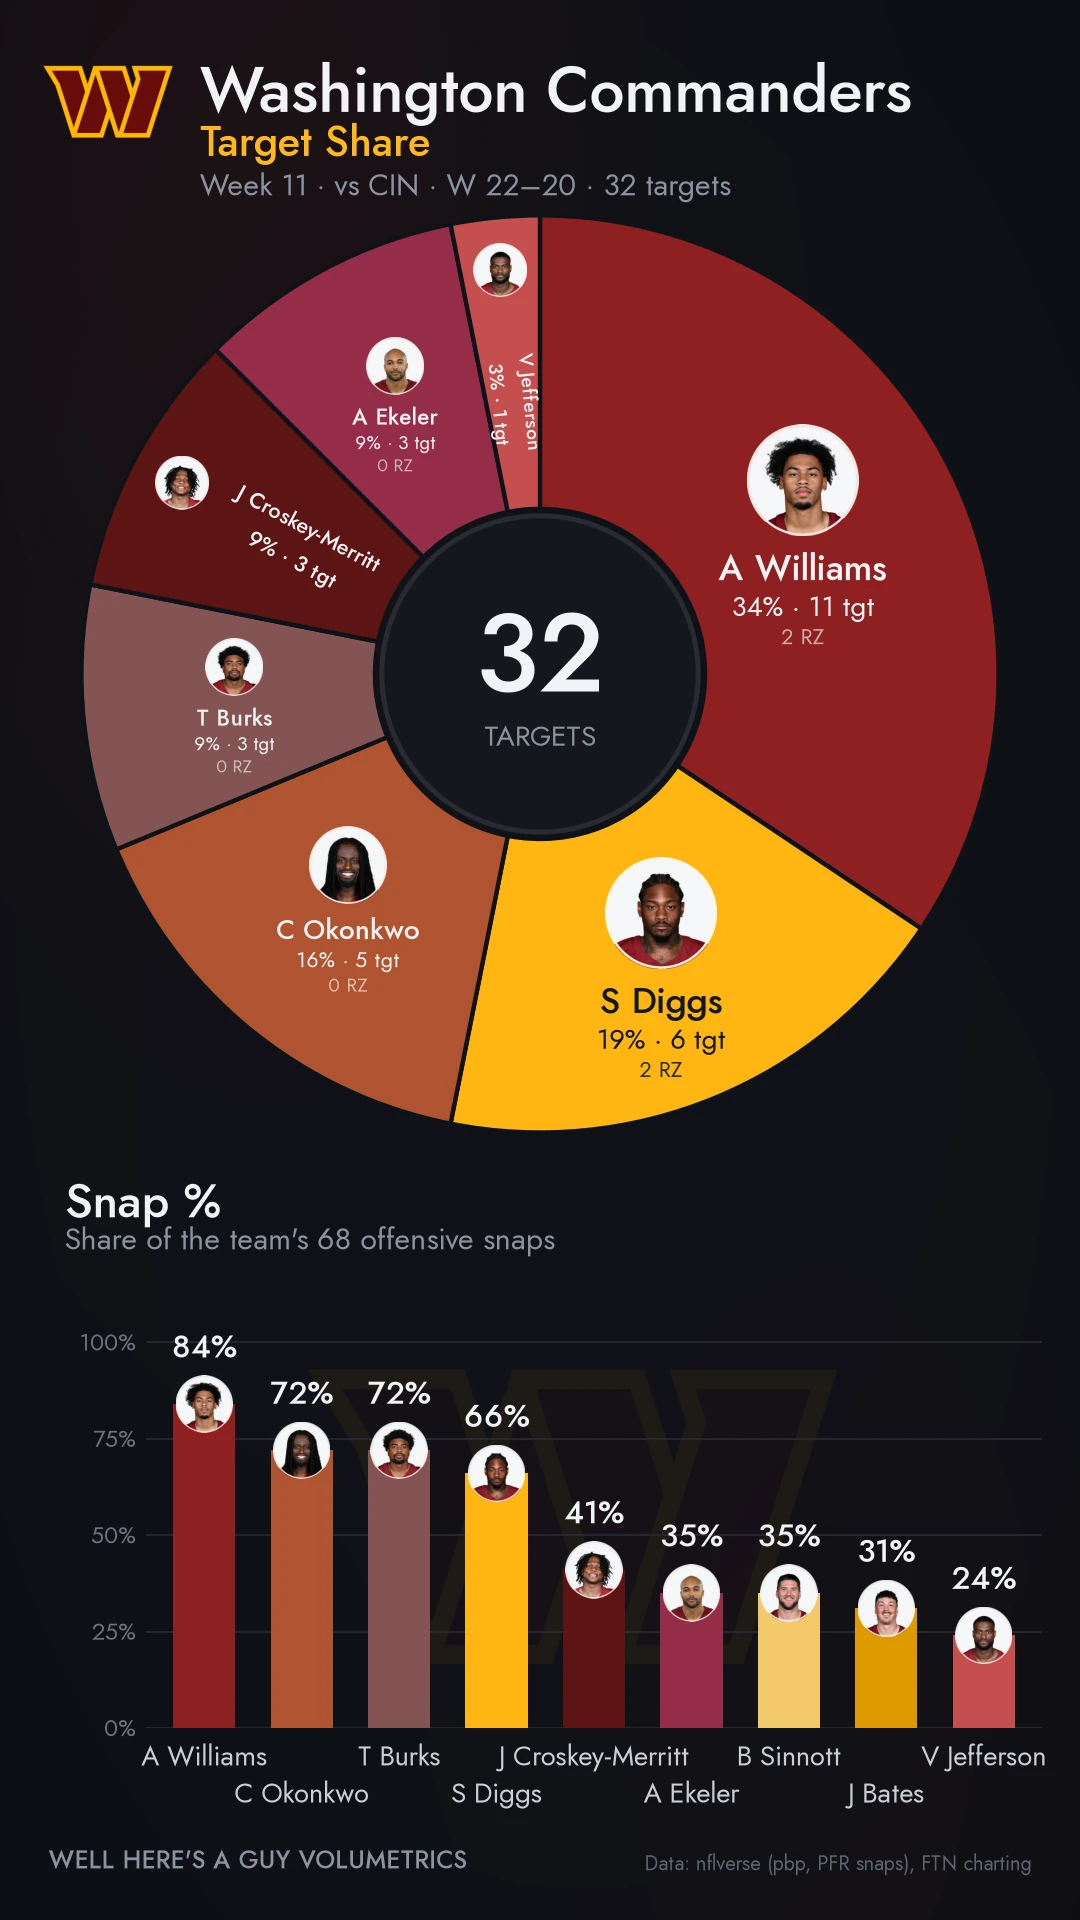 Washington Commanders
Target Share
Week 11 · vs CIN · W 22–20 · 32 targets
V Jefferson
3% · 1 tgt
A Ekeler
9% · 3 tgt
0 RZ
A Williams
34% · 11 tgt
2 RZ
J Croskey-Merritt
9% · 3 tgt
32
TARGETS
T Burks
9% · 3 tgt
0 RZ
C Okonkwo
16% · 5 tgt
0 RZ
S Diggs
19% · 6 tgt
2 RZ
Snap %
Share of the team's 68 offensive snaps
100%
75%
50%
25%
0%
84%
72%
72%
66%
41%
35%
35%
31%
24%
A Williams
C Okonkwo
T Burks
S Diggs
J Croskey-Merritt
A Ekeler
B Sinnott
J Bates
V Jefferson
WELL HERE'S A GUY VOLUMETRICS
Data: nflverse (pbp, PFR snaps), FTN charting